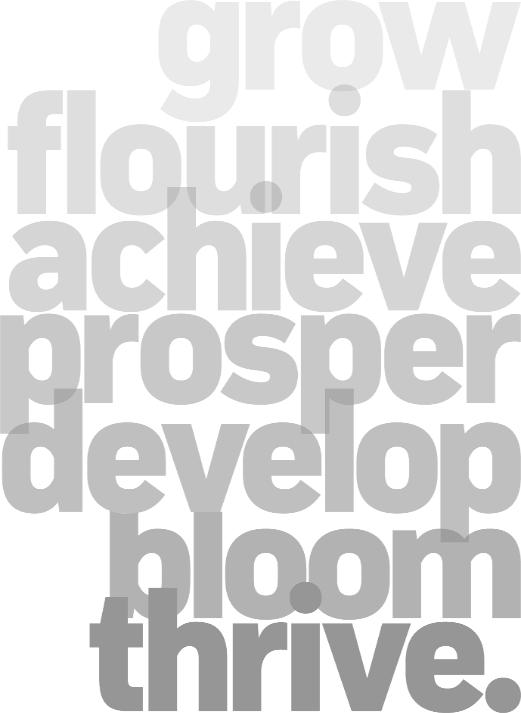 grow
flourish
achieve
prosper
develop
bloom
thrive.